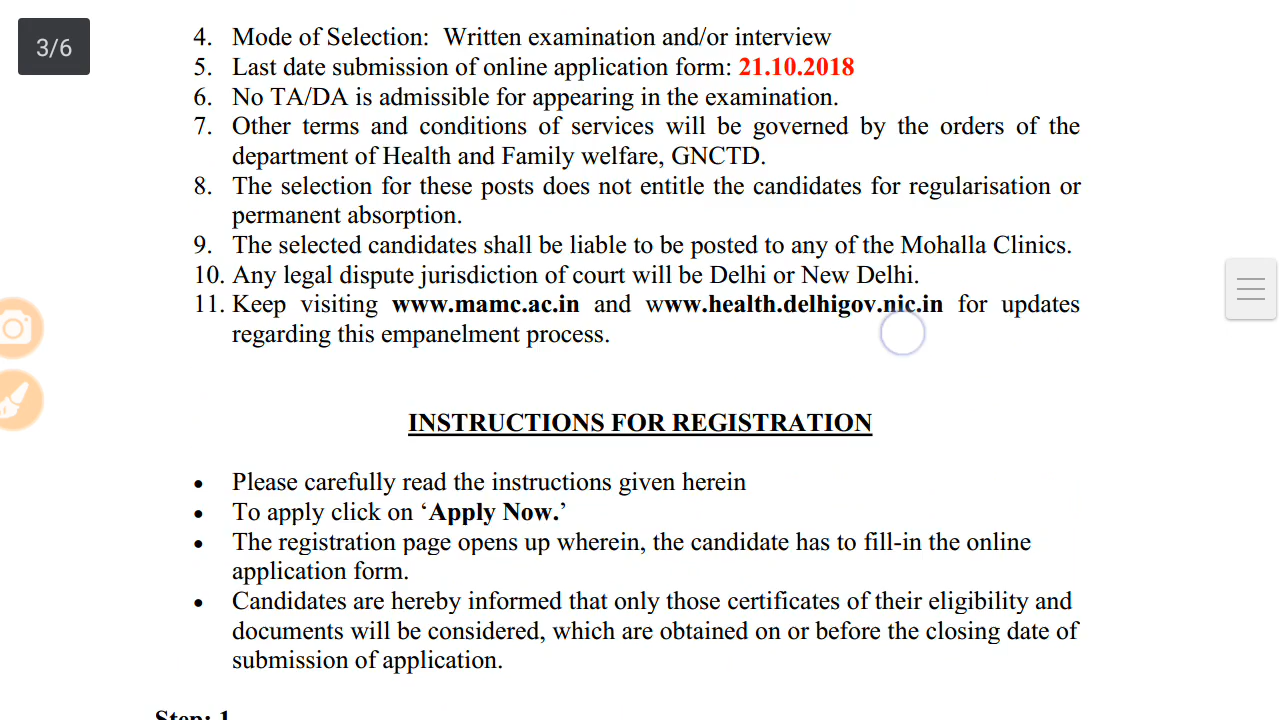 3/6
4. Mode of Selection: Written examination and/or interview
5. Last date submission of online application form: 21.10.2018
6. No TA/DA is admissible for appearing in the examination.
7. Other terms and conditions of services will be governed by the orders of the
department of Health and Family welfare, GNCTD.
8. The selection for these posts does not entitle the candidates for regularisation or
permanent absorption.
9. The selected candidates shall be liable to be posted to any of the Mohalla Clinics.
10. Any legal dispute jurisdiction of court will be Delhi or New Delhi.
11. Keep visiting www.mamc.ac.in and www.health.delhigov.nic.in for updates
regarding this empanelment process.
INSTRUCTIONS FOR REGISTRATION
• Please carefully read the instructions given herein
• To apply click on ‘Apply Now.’
• The registration page opens up wherein, the candidate has to fill-in the online
application form.
• Candidates are hereby informed that only those certificates of their eligibility and
documents will be considered, which are obtained on or before the closing date of
submission of application.
Step: 1